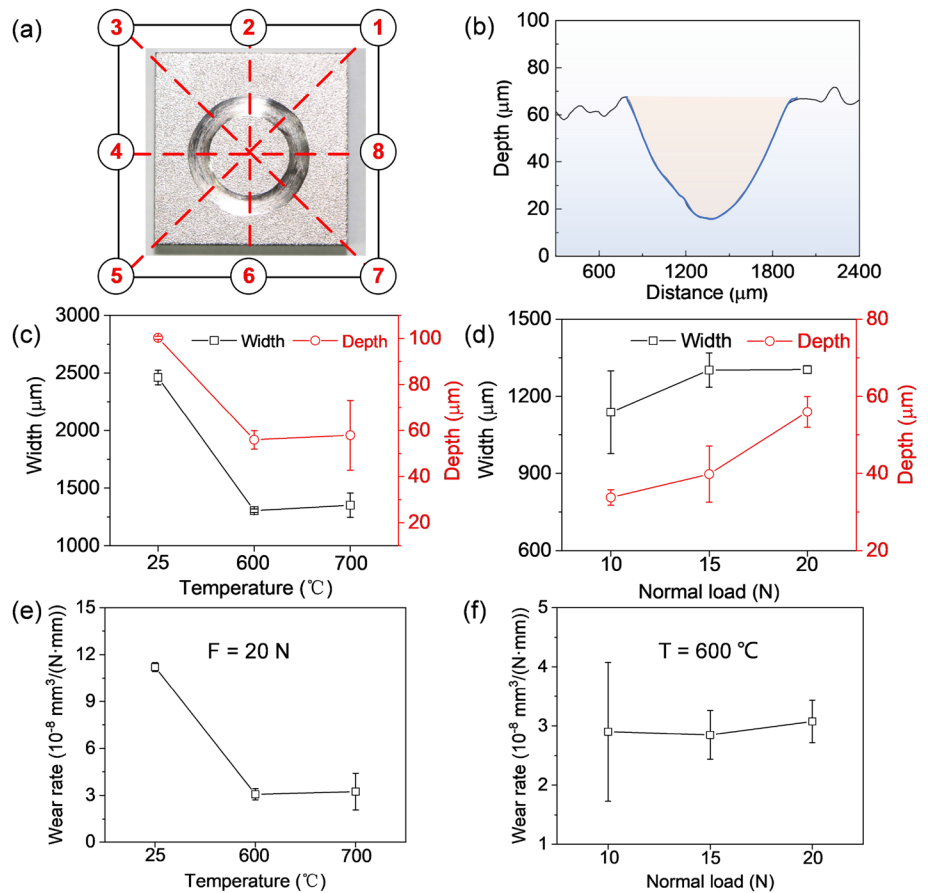 (a)
3
2
1
4
8
5
6
7
(b)
80
60
40
20
0
600
1200
1800
2400
Depth (μm)
Distance (μm)
(c)
3000
2500
2000
1500
1000
Width (μm)
Width
Depth
100
80
60
40
20
Depth (μm)
25
600
700
Temperature (℃)
(d)
1500
1200
900
600
Width (μm)
Width
Depth
80
60
40
20
Depth (μm)
10
15
20
Normal load (N)
(e)
15
12
9
6
3
0
Wear rate (10⁻⁸ mm³/(N·mm))
F = 20 N
25
600
700
Temperature (℃)
(f)
5
4
3
2
1
Wear rate (10⁻⁸ mm³/(N·mm))
T = 600 ℃
10
15
20
Normal load (N)